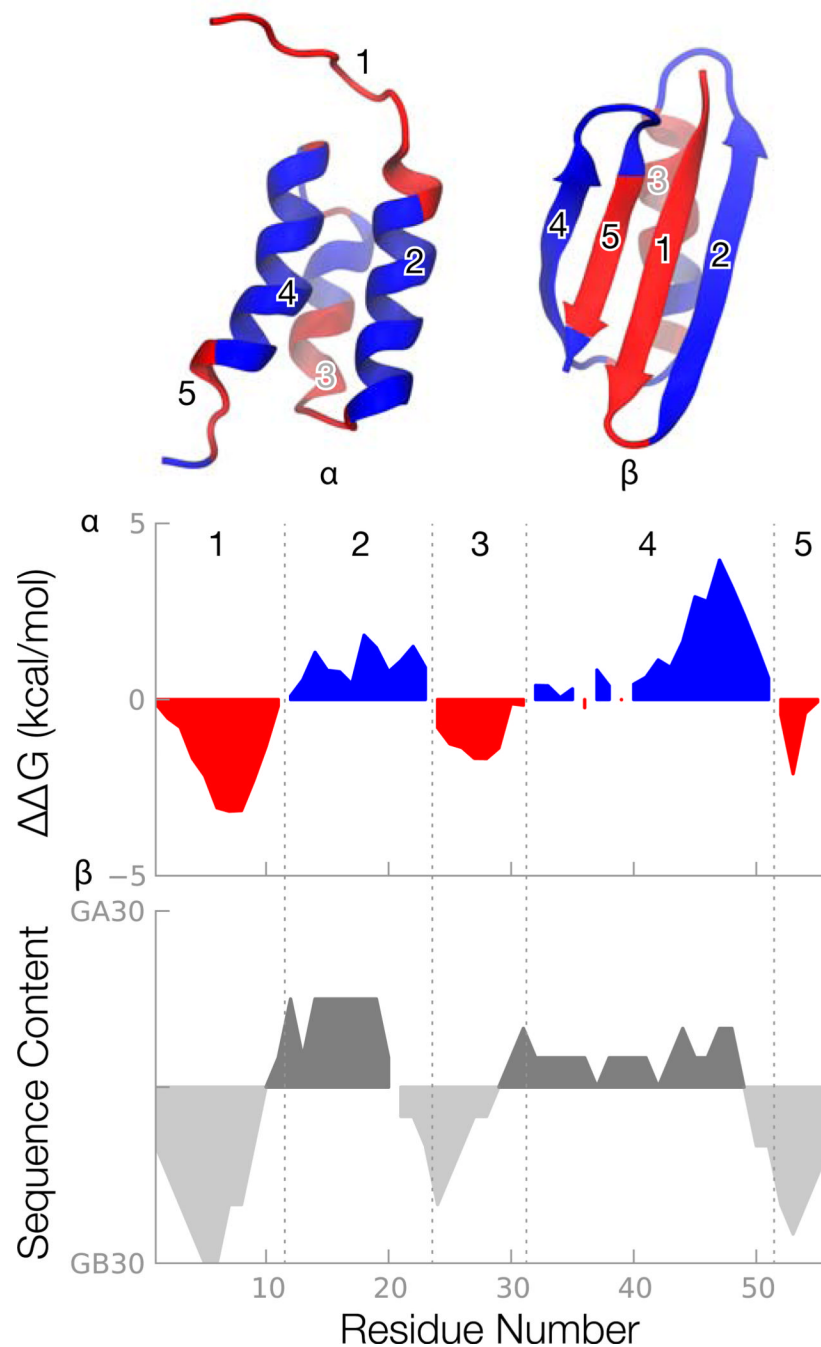 1
3
4
5
1
2
2
4
5
3
α
β
α
5
1
2
3
4
5
ΔΔG (kcal/mol)
0
β
−5
GA30
Sequence Content
GB30
10
20
30
40
50
Residue Number